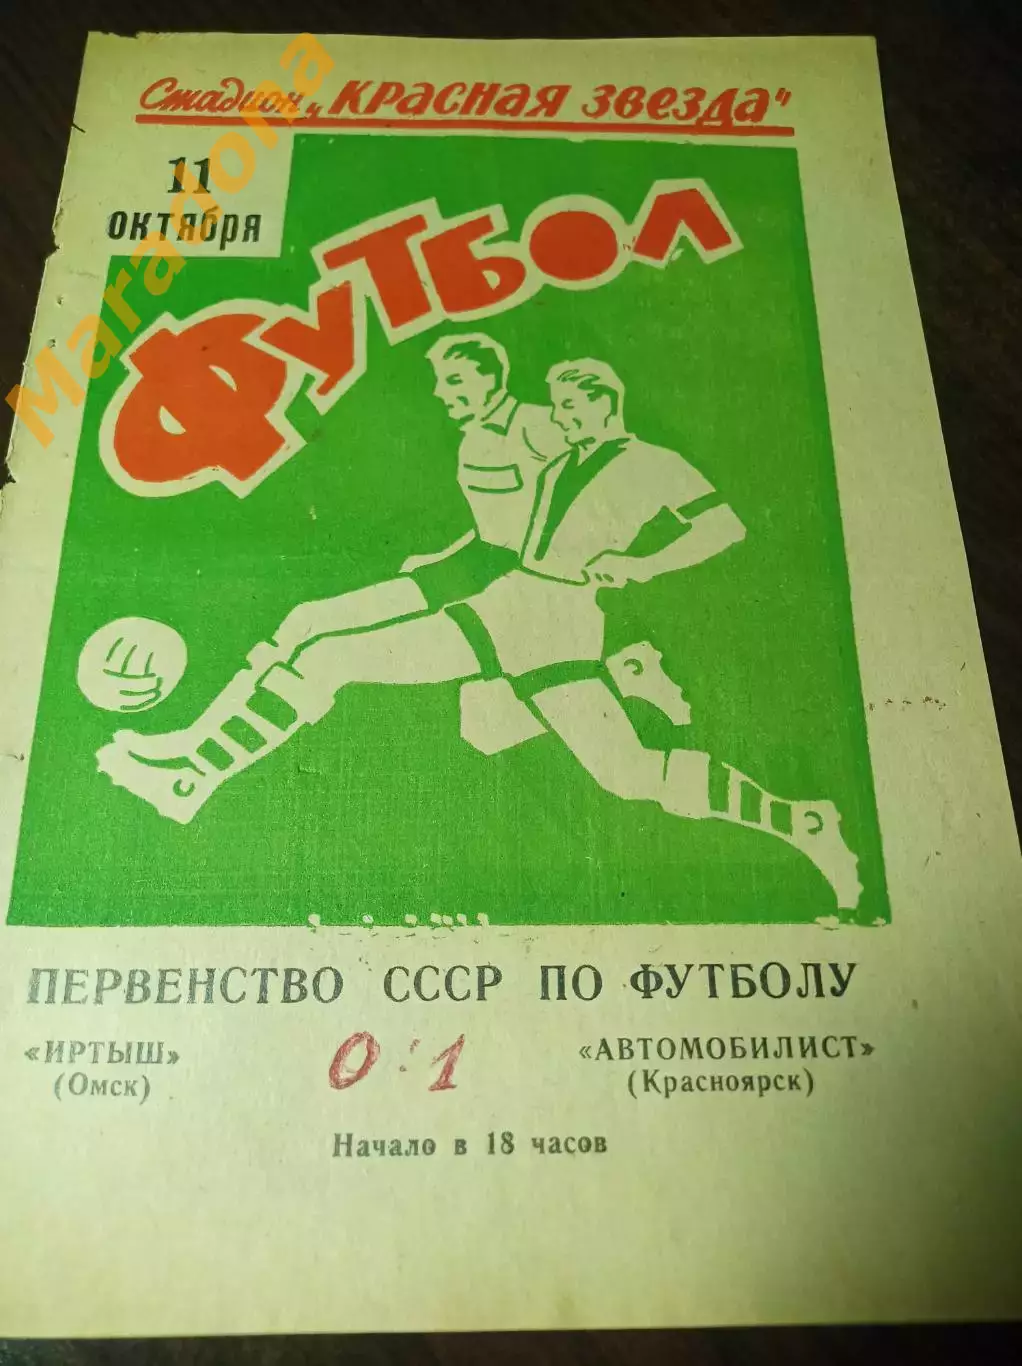 Стадион „КРАСНАЯ ЗВЕЗДА"
11
ОКТЯБРЯ
ФУТБОЛ
ПЕРВЕНСТВО СССР ПО ФУТБОЛУ
«ИРТЫШ» 0:1 «АВТОМОБИЛИСТ»
(Омск) (Красноярск)
Начало в 18 часов
Maradona